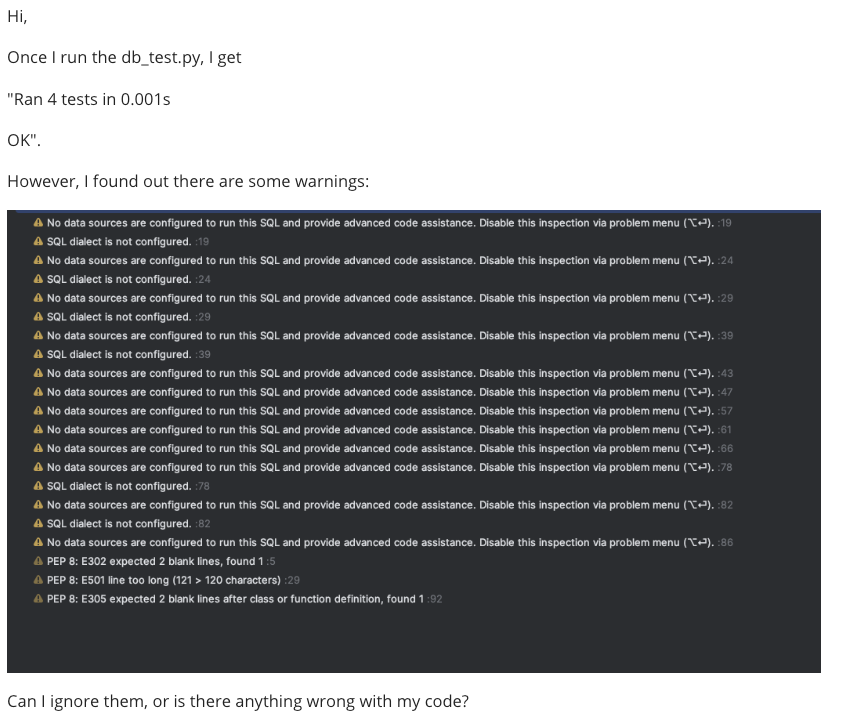 Hi,
Once I run the db_test.py, I get
"Ran 4 tests in 0.001s
OK".
However, I found out there are some warnings:
No data sources are configured to run this SQL and provide advanced code assistance. Disable this inspection via problem menu (⌥⏎). :19
SQL dialect is not configured. :19
No data sources are configured to run this SQL and provide advanced code assistance. Disable this inspection via problem menu (⌥⏎). :24
SQL dialect is not configured. :24
No data sources are configured to run this SQL and provide advanced code assistance. Disable this inspection via problem menu (⌥⏎). :29
SQL dialect is not configured. :29
No data sources are configured to run this SQL and provide advanced code assistance. Disable this inspection via problem menu (⌥⏎). :39
SQL dialect is not configured. :39
No data sources are configured to run this SQL and provide advanced code assistance. Disable this inspection via problem menu (⌥⏎). :43
No data sources are configured to run this SQL and provide advanced code assistance. Disable this inspection via problem menu (⌥⏎). :47
No data sources are configured to run this SQL and provide advanced code assistance. Disable this inspection via problem menu (⌥⏎). :57
No data sources are configured to run this SQL and provide advanced code assistance. Disable this inspection via problem menu (⌥⏎). :61
No data sources are configured to run this SQL and provide advanced code assistance. Disable this inspection via problem menu (⌥⏎). :66
No data sources are configured to run this SQL and provide advanced code assistance. Disable this inspection via problem menu (⌥⏎). :78
SQL dialect is not configured. :78
No data sources are configured to run this SQL and provide advanced code assistance. Disable this inspection via problem menu (⌥⏎). :82
SQL dialect is not configured. :82
No data sources are configured to run this SQL and provide advanced code assistance. Disable this inspection via problem menu (⌥⏎). :86
PEP 8: E302 expected 2 blank lines, found 1 :5
PEP 8: E501 line too long (121 > 120 characters) :29
PEP 8: E305 expected 2 blank lines after class or function definition, found 1 :92
Can I ignore them, or is there anything wrong with my code?